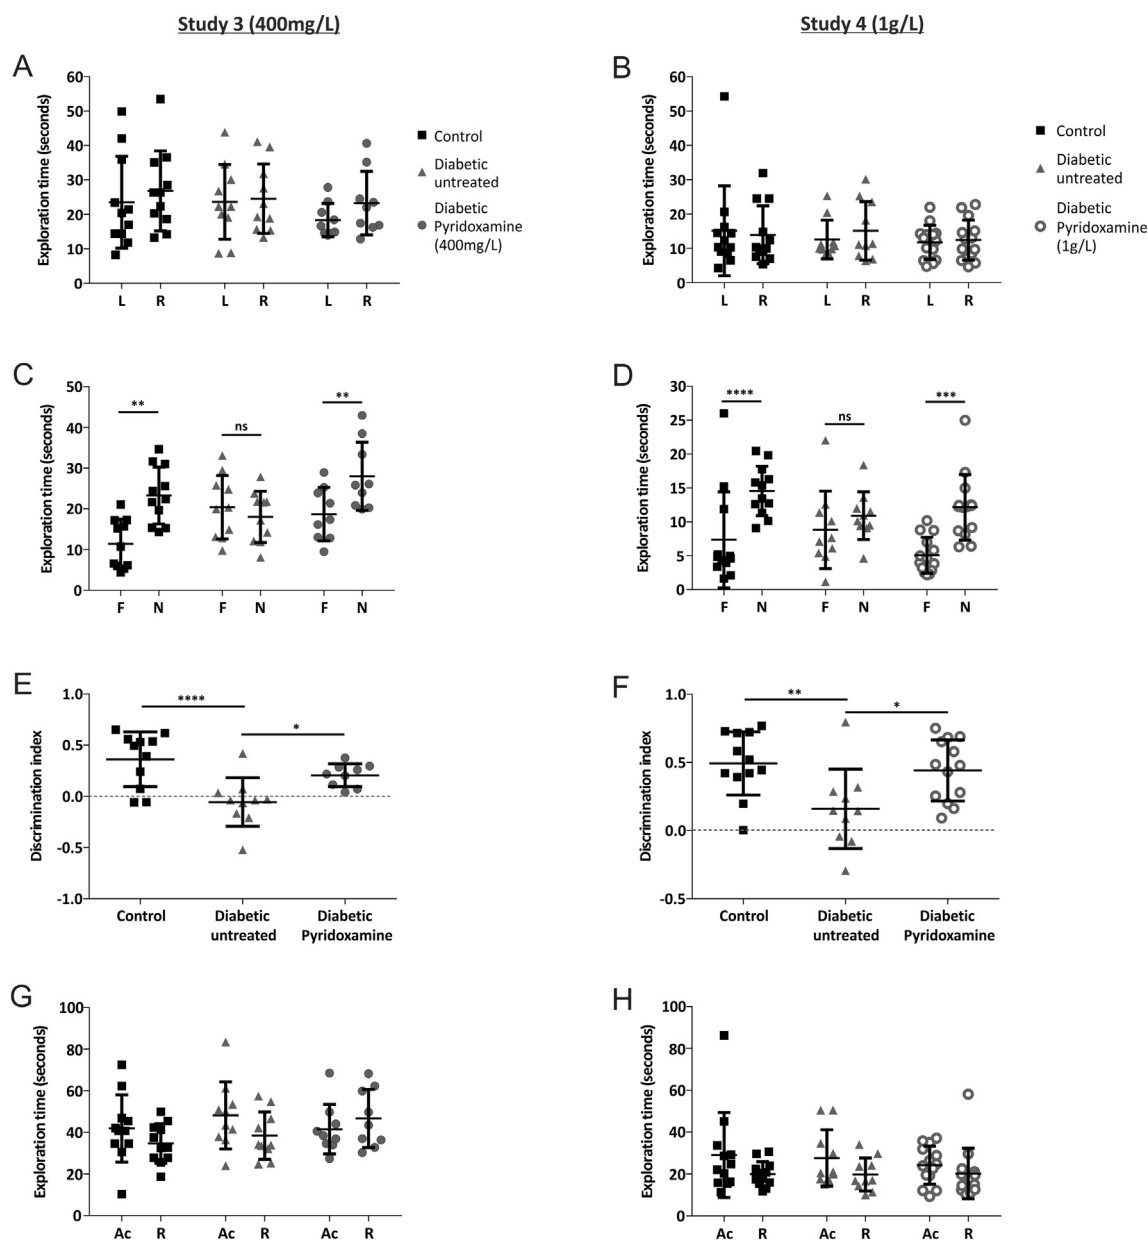 Study 3 (400mg/L)
Study 4 (1g/L)
A
Exploration time (seconds)
60
50
40
30
20
10
0
L R L R L R
Control
Diabetic
untreated
Diabetic
Pyridoxamine
(400mg/L)
B
Exploration time (seconds)
60
50
40
30
20
10
0
L R L R L R
Control
Diabetic
untreated
Diabetic
Pyridoxamine
(1g/L)
C
Exploration time (seconds)
50
40
30
20
10
0
** ns **
F N F N F N
D
Exploration time (seconds)
30
25
20
15
10
5
0
**** ns ***
F N F N F N
E
Discrimination index
1.0
0.5
0.0
-0.5
-1.0
**** *
Control
Diabetic
untreated
Diabetic
Pyridoxamine
F
Discrimination index
1.0
0.5
0.0
-0.5
** *
Control
Diabetic
untreated
Diabetic
Pyridoxamine
G
Exploration time (seconds)
100
80
60
40
20
0
Ac R Ac R Ac R
H
Exploration time (seconds)
100
80
60
40
20
0
Ac R Ac R Ac R